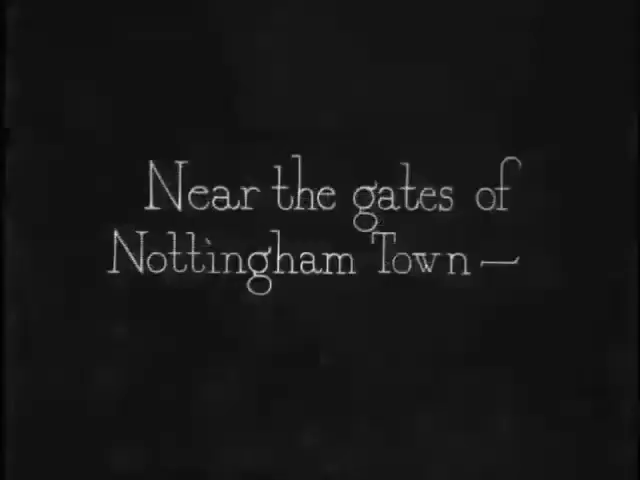 Near the gates of
Nottingham Town—